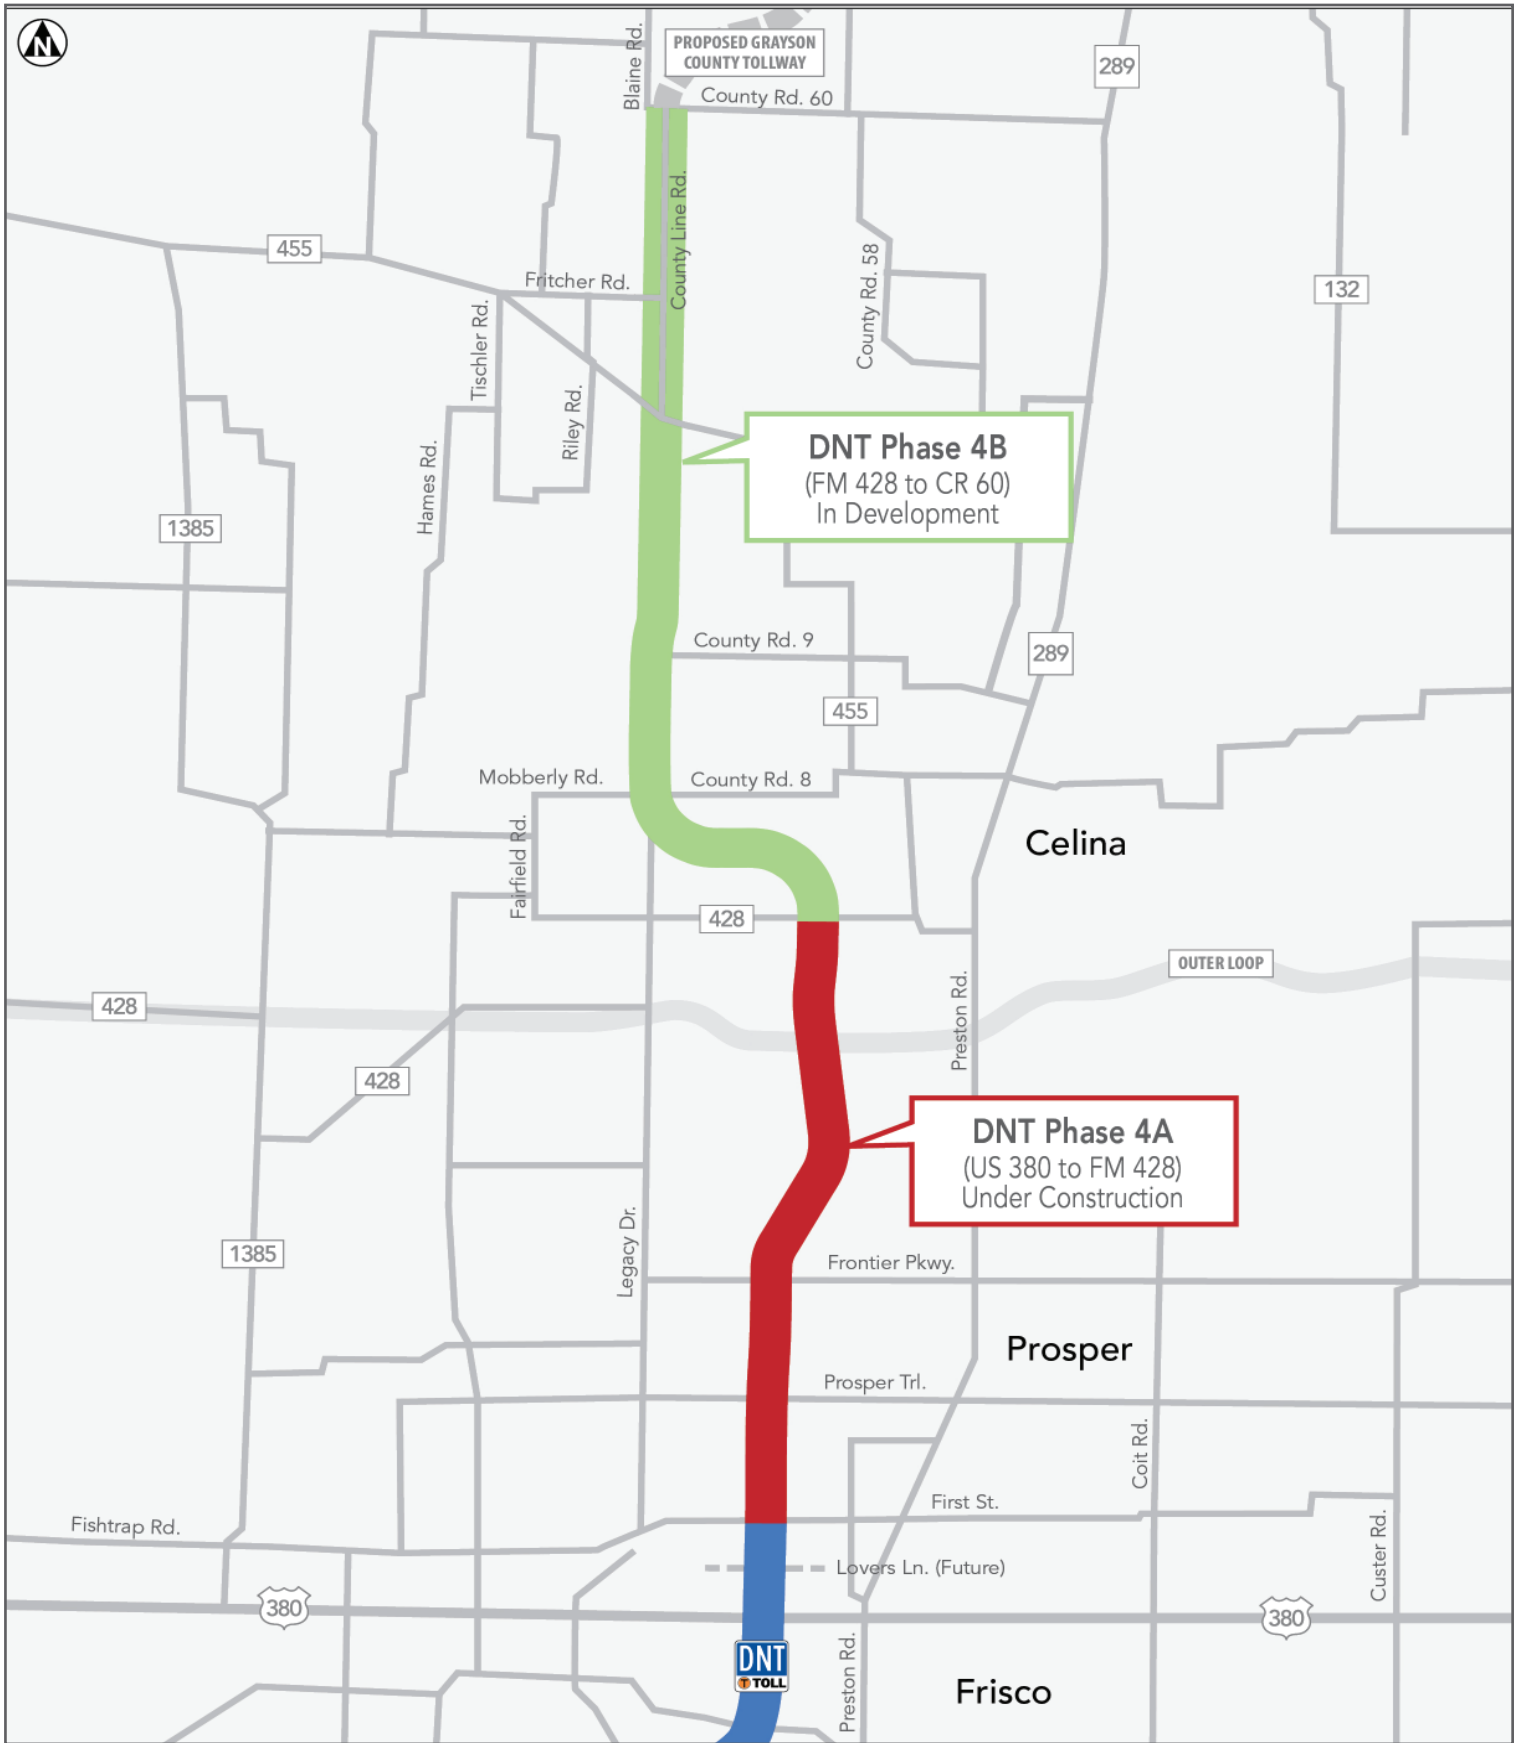 N
Blaine Rd.
PROPOSED GRAYSON
COUNTY TOLLWAY
289
County Rd. 60
County Line Rd.
455
Fritcher Rd.
County Rd. 58
132
Tischler Rd.
Riley Rd.
Hames Rd.
DNT Phase 4B
(FM 428 to CR 60)
In Development
1385
County Rd. 9
289
455
Mobberly Rd.
County Rd. 8
Fairfield Rd.
Celina
428
OUTER LOOP
428
Preston Rd.
428
DNT Phase 4A
(US 380 to FM 428)
Under Construction
Legacy Dr.
1385
Frontier Pkwy.
Prosper
Prosper Trl.
Coit Rd.
First St.
Fishtrap Rd.
Custer Rd.
Lovers Ln. (Future)
380
380
DNT
T TOLL
Preston Rd.
Frisco